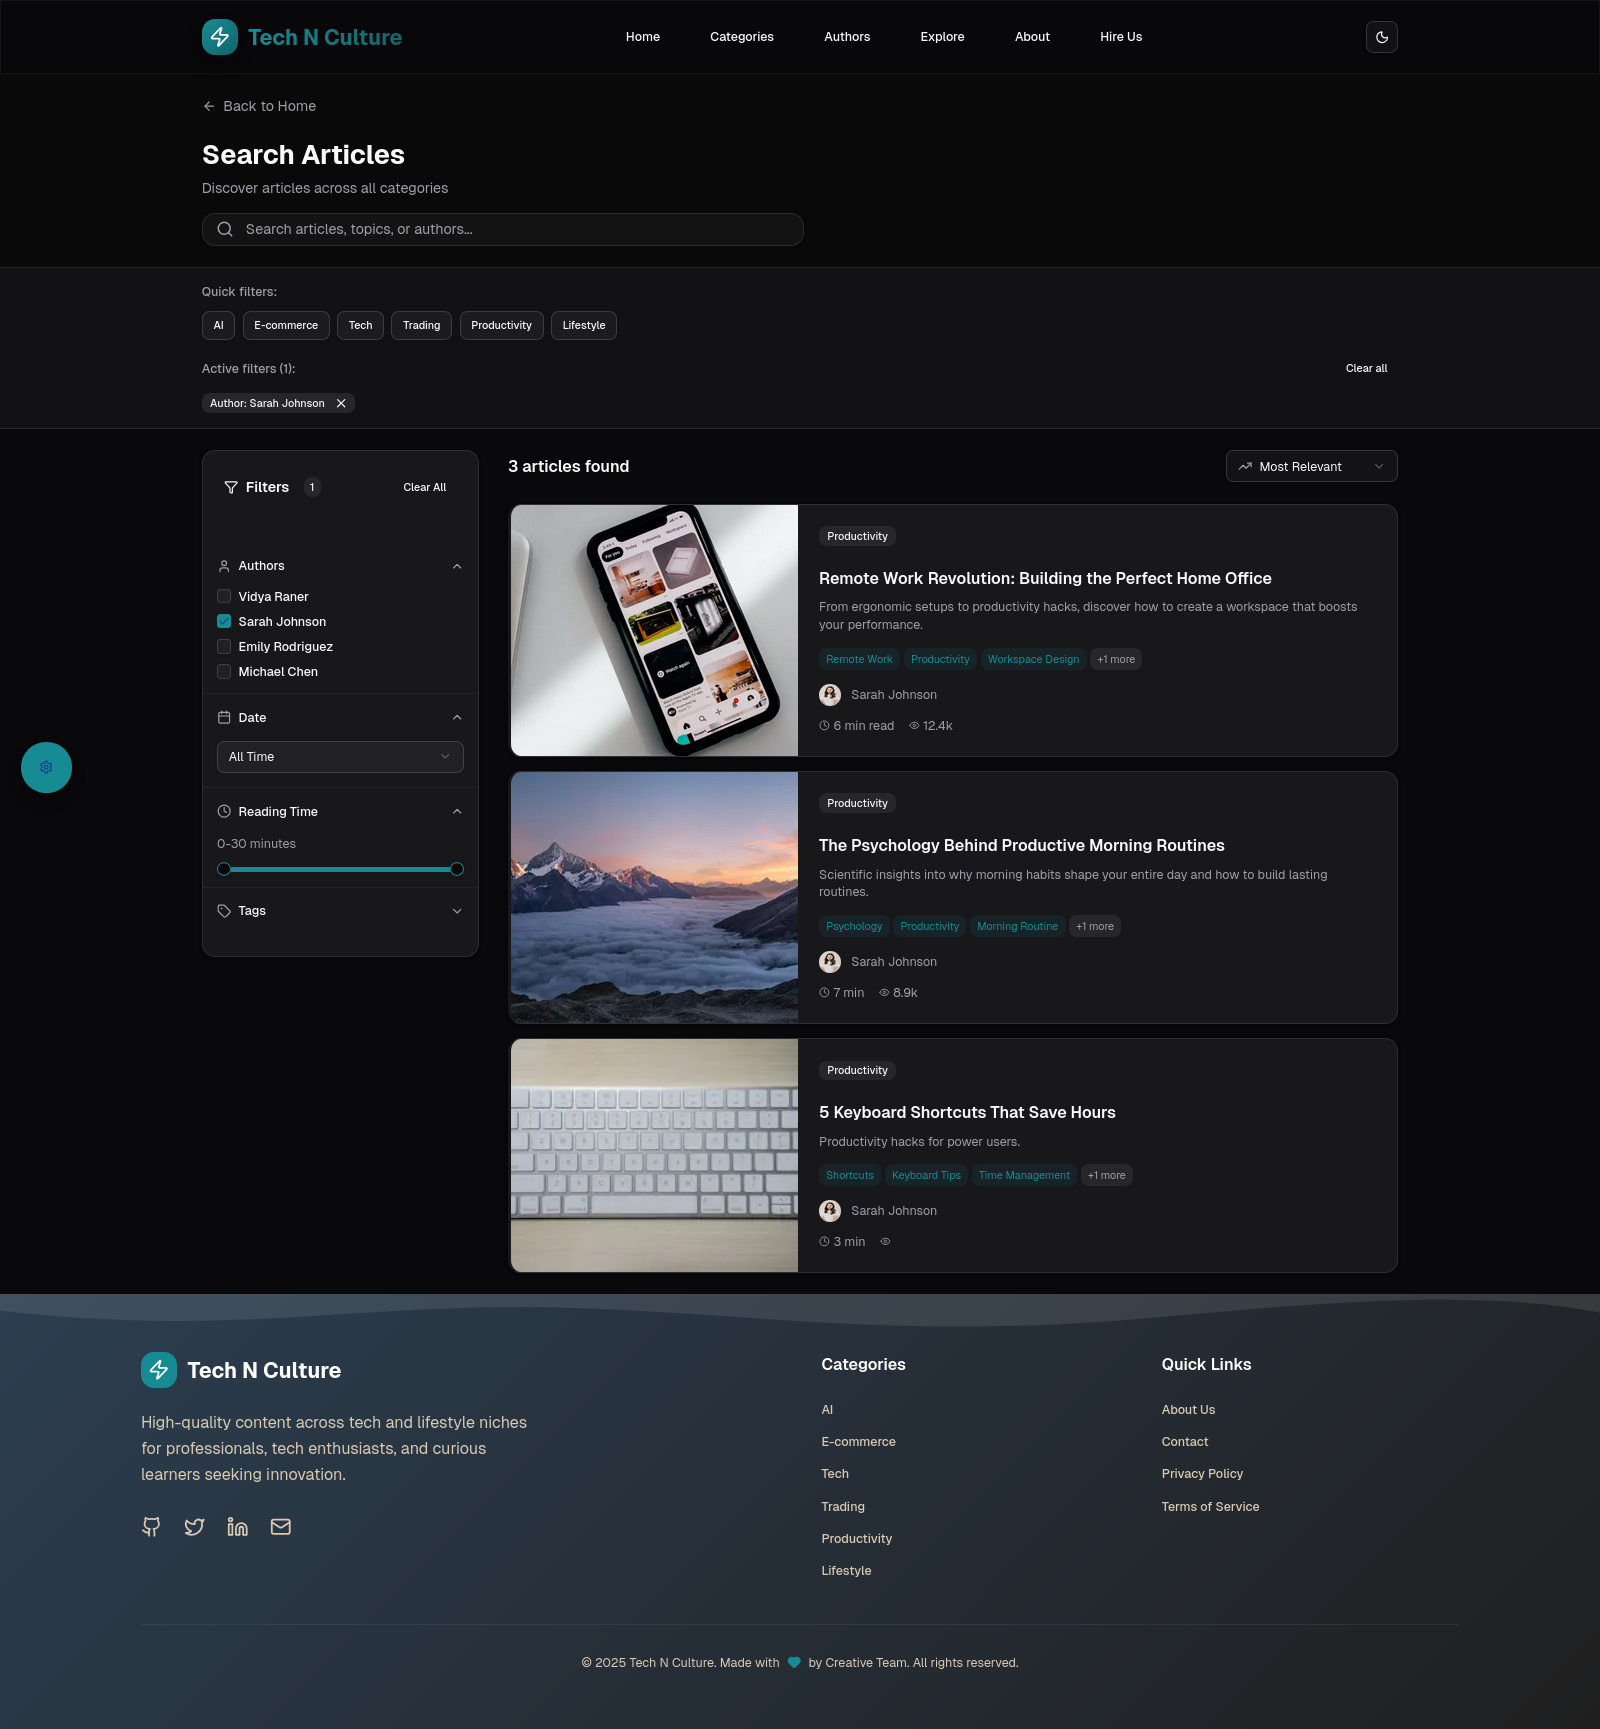 Tech N Culture
Home
Categories
Authors
Explore
About
Hire Us
Back to Home
Search Articles
Discover articles across all categories
Search articles, topics, or authors...
Quick filters:
AI
E-commerce
Tech
Trading
Productivity
Lifestyle
Active filters (1):
Clear all
Author: Sarah Johnson
Filters
1
Clear All
Authors
Vidya Raner
Sarah Johnson
Emily Rodriguez
Michael Chen
Date
All Time
Reading Time
0-30 minutes
Tags
3 articles found
Most Relevant
Productivity
Remote Work Revolution: Building the Perfect Home Office
From ergonomic setups to productivity hacks, discover how to create a workspace that boosts
your performance.
Remote Work
Productivity
Workspace Design
+1 more
Sarah Johnson
6 min read
12.4k
Productivity
The Psychology Behind Productive Morning Routines
Scientific insights into why morning habits shape your entire day and how to build lasting
routines.
Psychology
Productivity
Morning Routine
+1 more
Sarah Johnson
7 min
8.9k
Productivity
5 Keyboard Shortcuts That Save Hours
Productivity hacks for power users.
Shortcuts
Keyboard Tips
Time Management
+1 more
Sarah Johnson
3 min
Tech N Culture
High-quality content across tech and lifestyle niches
for professionals, tech enthusiasts, and curious
learners seeking innovation.
Categories
AI
E-commerce
Tech
Trading
Productivity
Lifestyle
Quick Links
About Us
Contact
Privacy Policy
Terms of Service
© 2025 Tech N Culture. Made with
by Creative Team. All rights reserved.